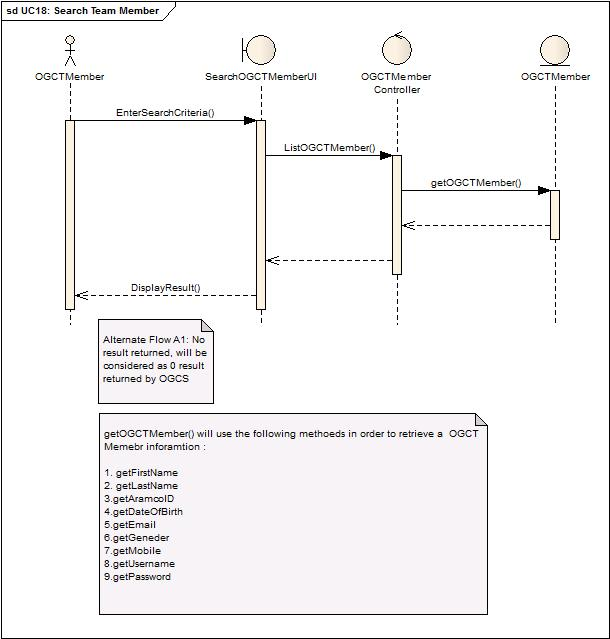 sd UC18: Search Team Member
OGCTMember
SearchOGCTMemberUI
OGCTMember
Controller
OGCTMember
EnterSearchCriteria()
ListOGCTMember()
getOGCTMember()
DisplayResult()
Alternate Flow A1: No
result returned, will be
considered as 0 result
returned by OGCS
getOGCTMember() will use the following methoeds in order to retrieve a OGCT
Memebr inforamtion :
1. getFirstName
2. getLastName
3.getAramcoID
4.getDateOfBirth
5.getEmail
6.getGeneder
7.getMobile
8.getUsername
9.getPassword